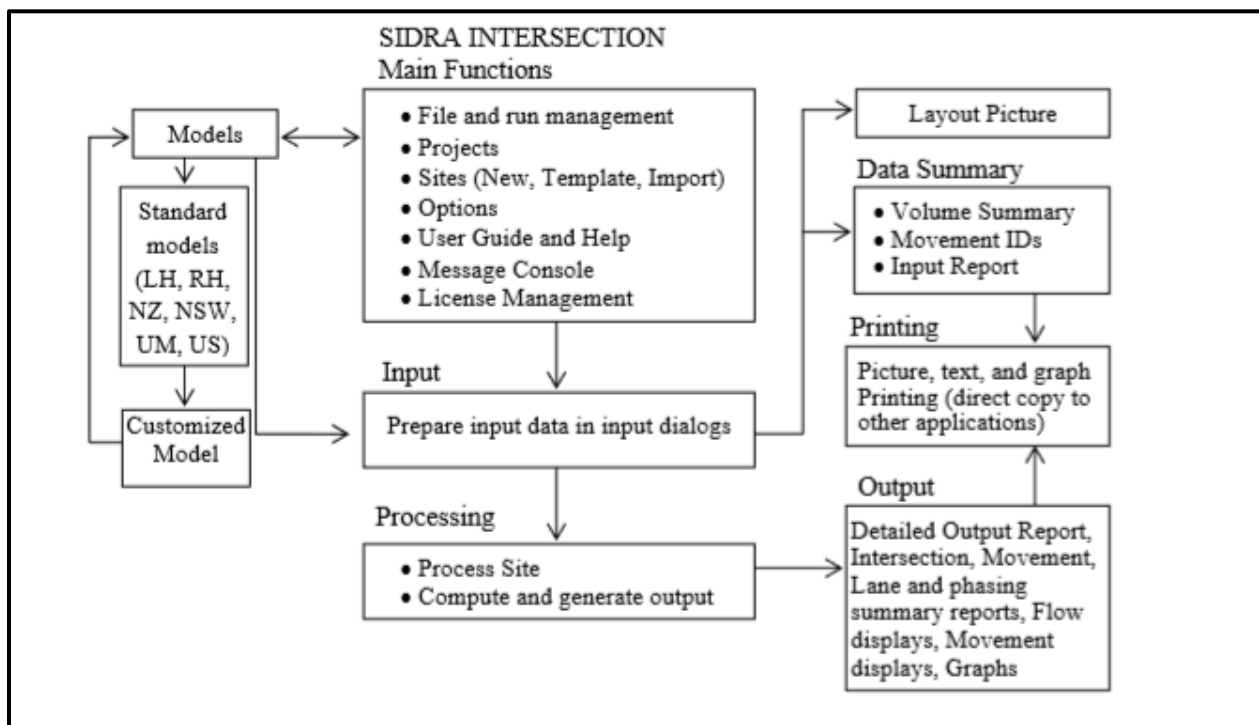 SIDRA INTERSECTION
Main Functions
• File and run management
• Projects
• Sites (New, Template, Import)
• Options
• User Guide and Help
• Message Console
• License Management
Models
Standard
models
(LH, RH,
NZ, NSW,
UM, US)
Customized
Model
Input
Prepare input data in input dialogs
Processing
• Process Site
• Compute and generate output
Layout Picture
Data Summary
• Volume Summary
• Movement IDs
• Input Report
Printing
Picture, text, and graph
Printing (direct copy to
other applications)
Output
Detailed Output Report,
Intersection, Movement,
Lane and phasing
summary reports, Flow
displays, Movement
displays, Graphs